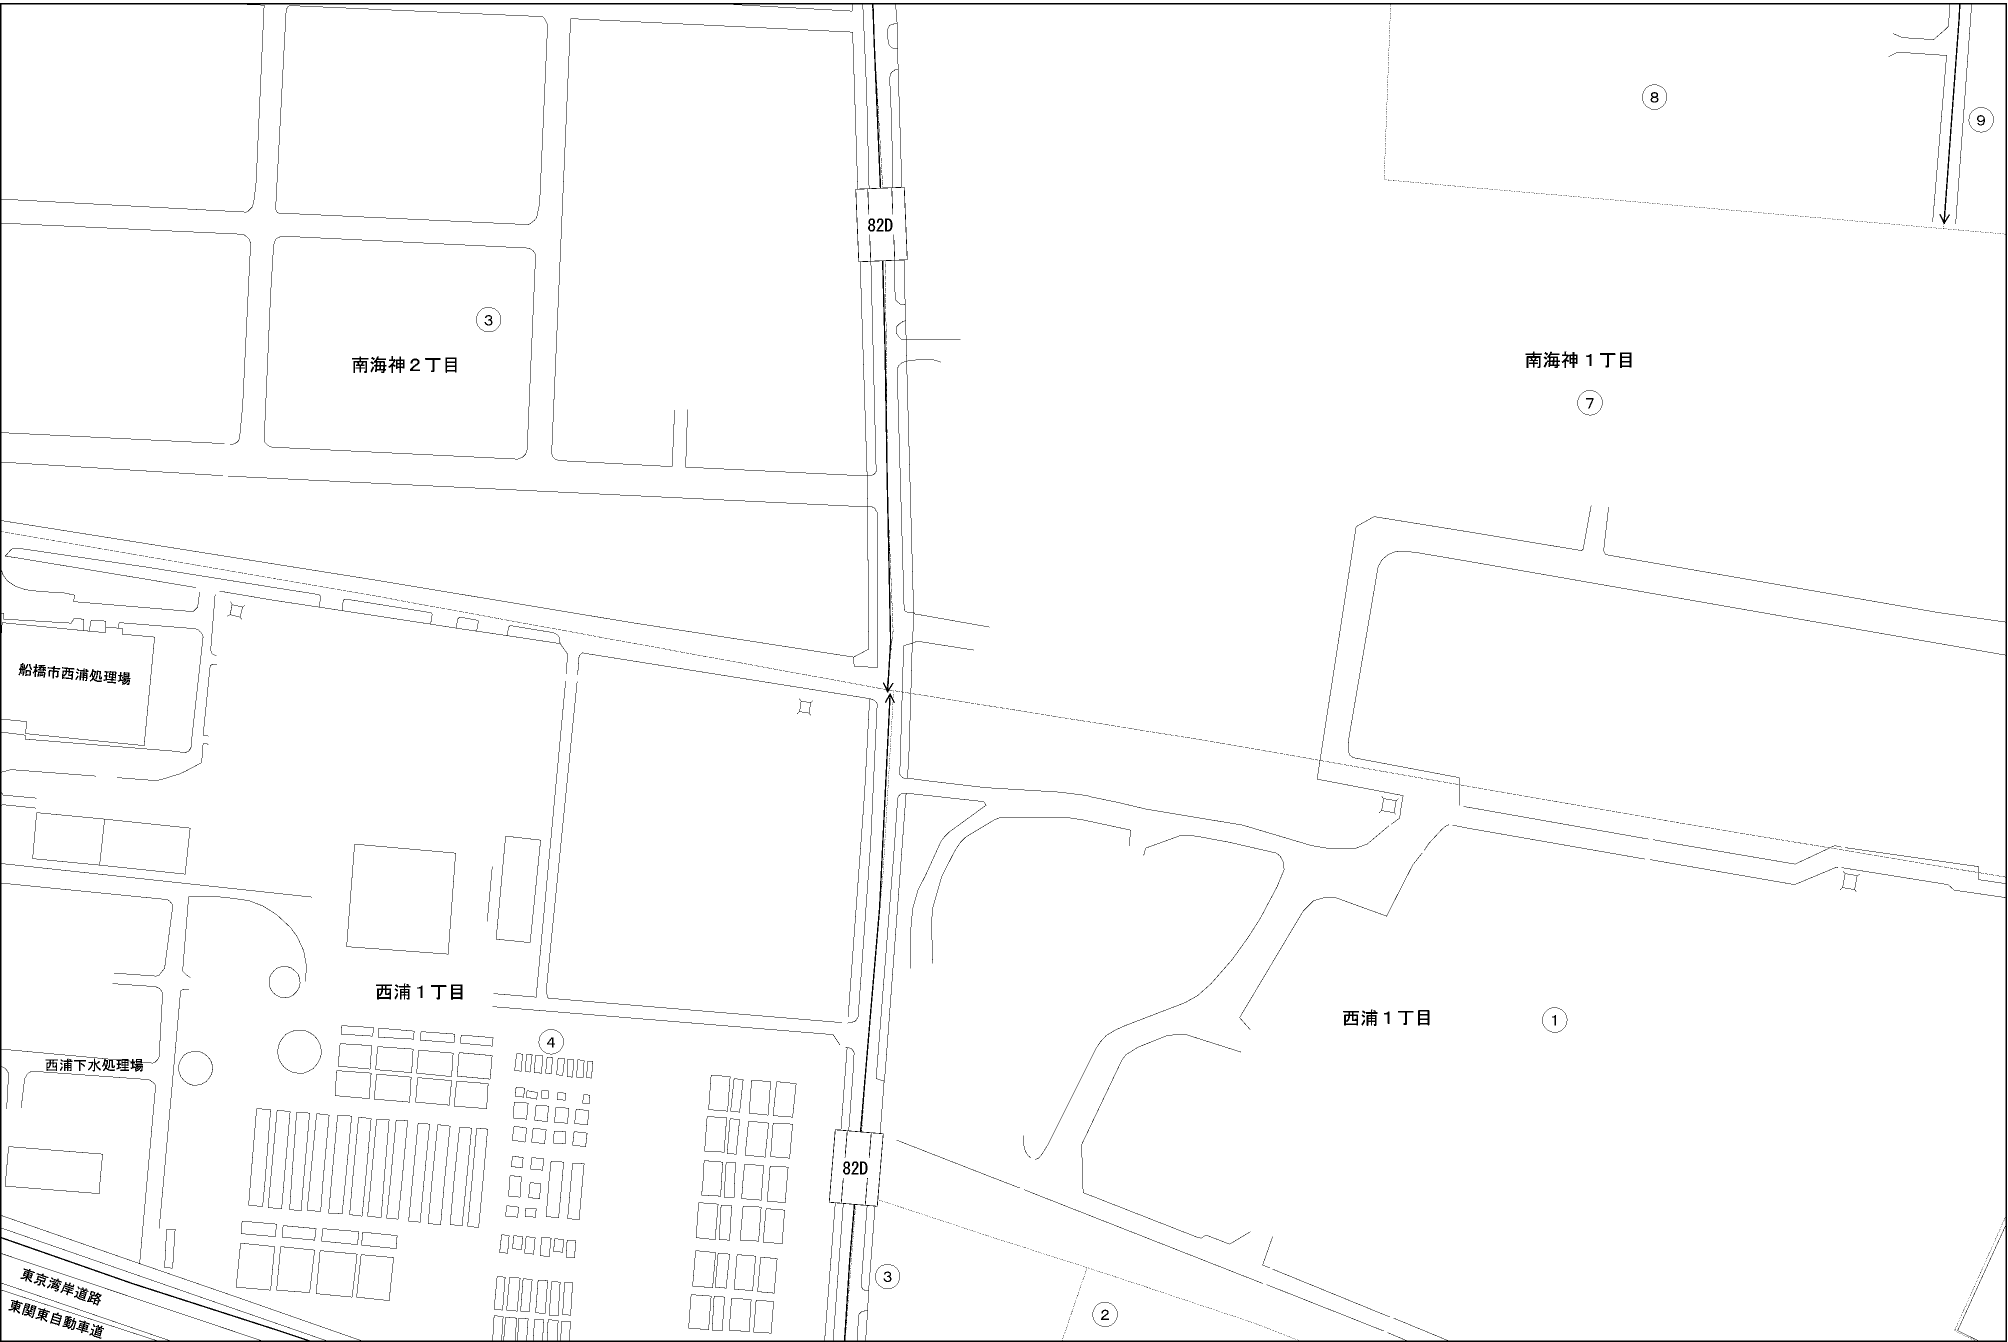 8
9
82D
3
南海神２丁目
南海神１丁目
7
船橋市西浦処理場
西浦１丁目
西浦１丁目
1
4
西浦下水処理場
82D
3
東京湾岸道路
2
東関東自動車道